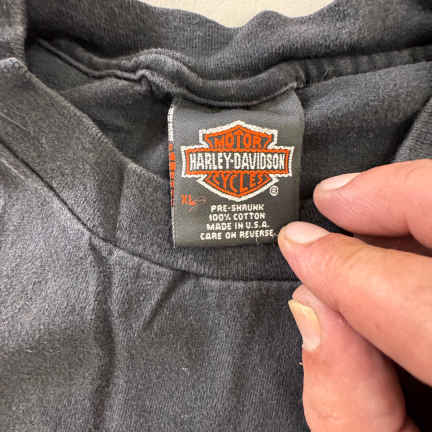 MOTOR
HARLEY-DAVIDSON
CYCLES
®
XL
PRE-SHRUNK
100% COTTON
MADE IN U.S.A.
CARE ON REVERSE